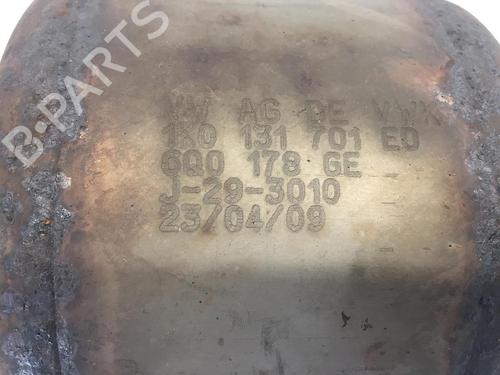 B-PARTS
VW AG DE VWK
1K0 131 701 ED
6Q0 178 GE
J-29-3010
23/04/09